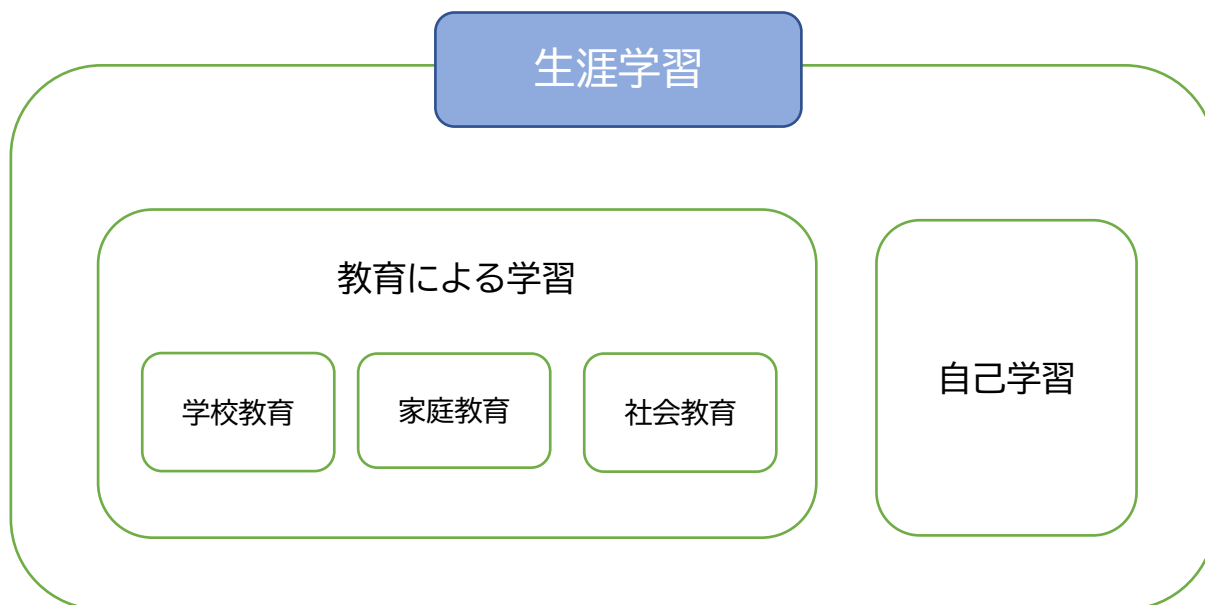 生涯学習
教育による学習
学校教育
家庭教育
社会教育
自己学習